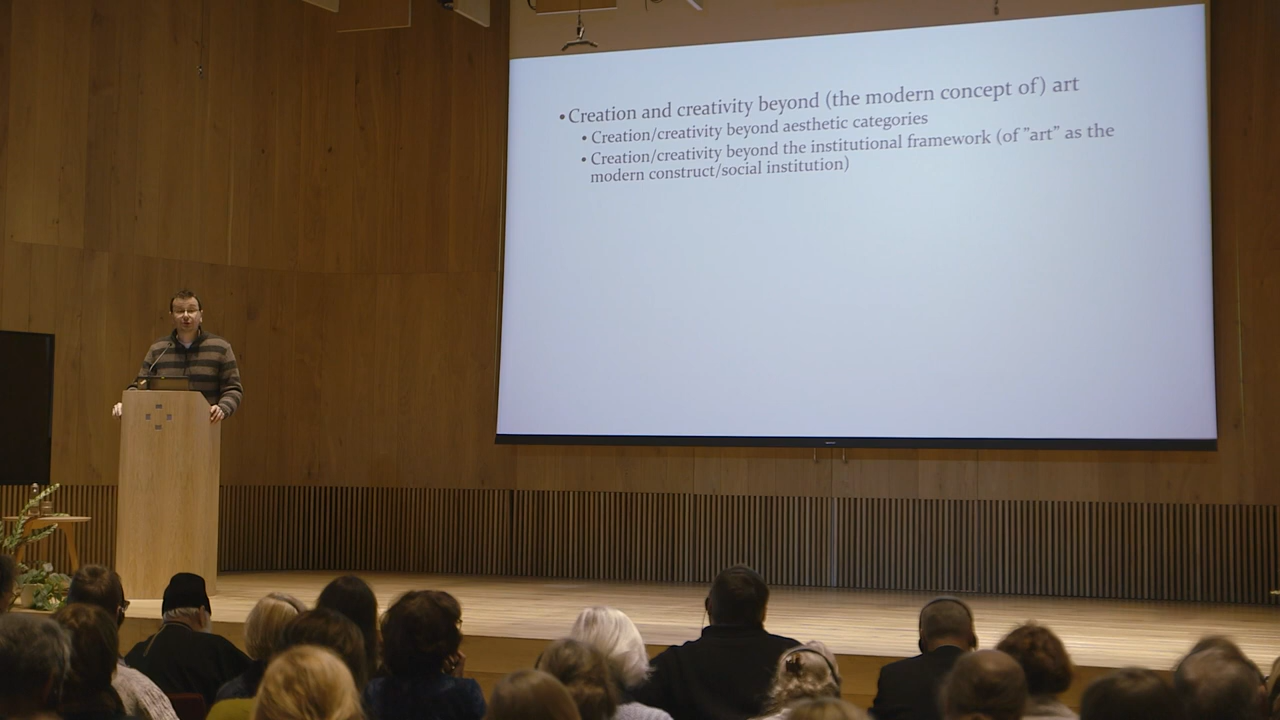 •Creation and creativity beyond (the modern concept of) art
•Creation/creativity beyond aesthetic categories
•Creation/creativity beyond the institutional framework (of ”art” as the
modern construct/social institution)